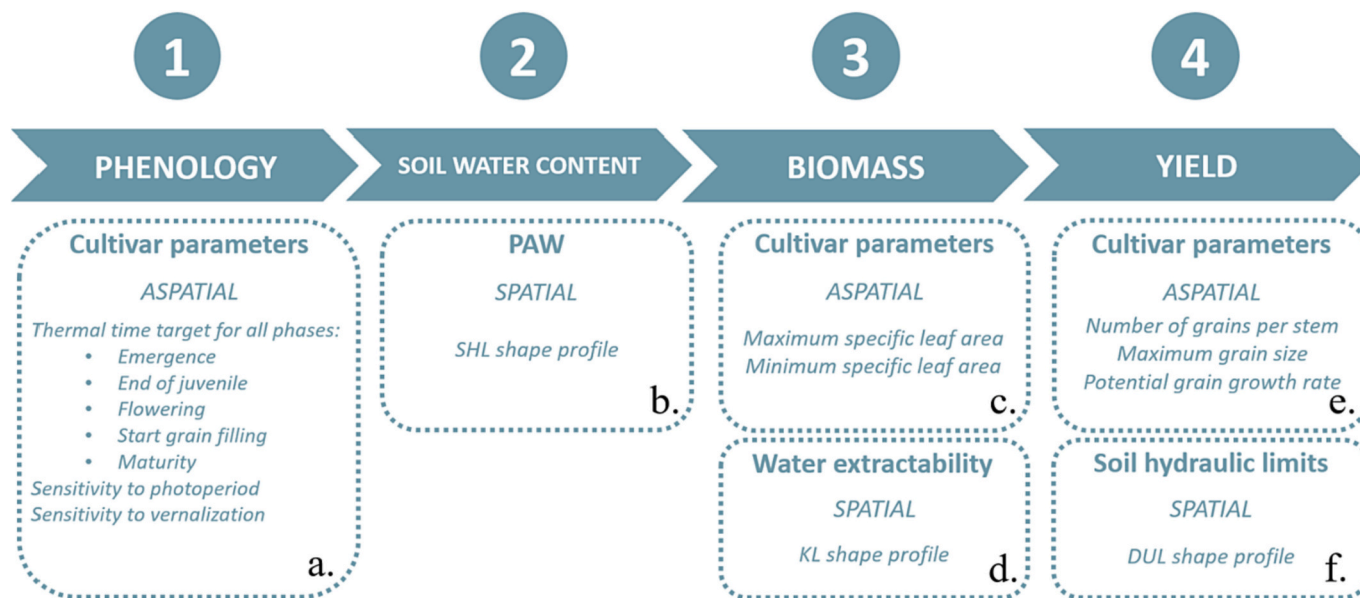 1
2
3
4
PHENOLOGY
SOIL WATER CONTENT
BIOMASS
YIELD
Cultivar parameters
ASPATIAL
Thermal time target for all phases:
• Emergence
• End of juvenile
• Flowering
• Start grain filling
• Maturity
Sensitivity to photoperiod
Sensitivity to vernalization
a.
PAW
SPATIAL
SHL shape profile
b.
Cultivar parameters
ASPATIAL
Maximum specific leaf area
Minimum specific leaf area
c.
Water extractability
SPATIAL
KL shape profile
d.
Cultivar parameters
ASPATIAL
Number of grains per stem
Maximum grain size
Potential grain growth rate
e.
Soil hydraulic limits
SPATIAL
DUL shape profile
f.